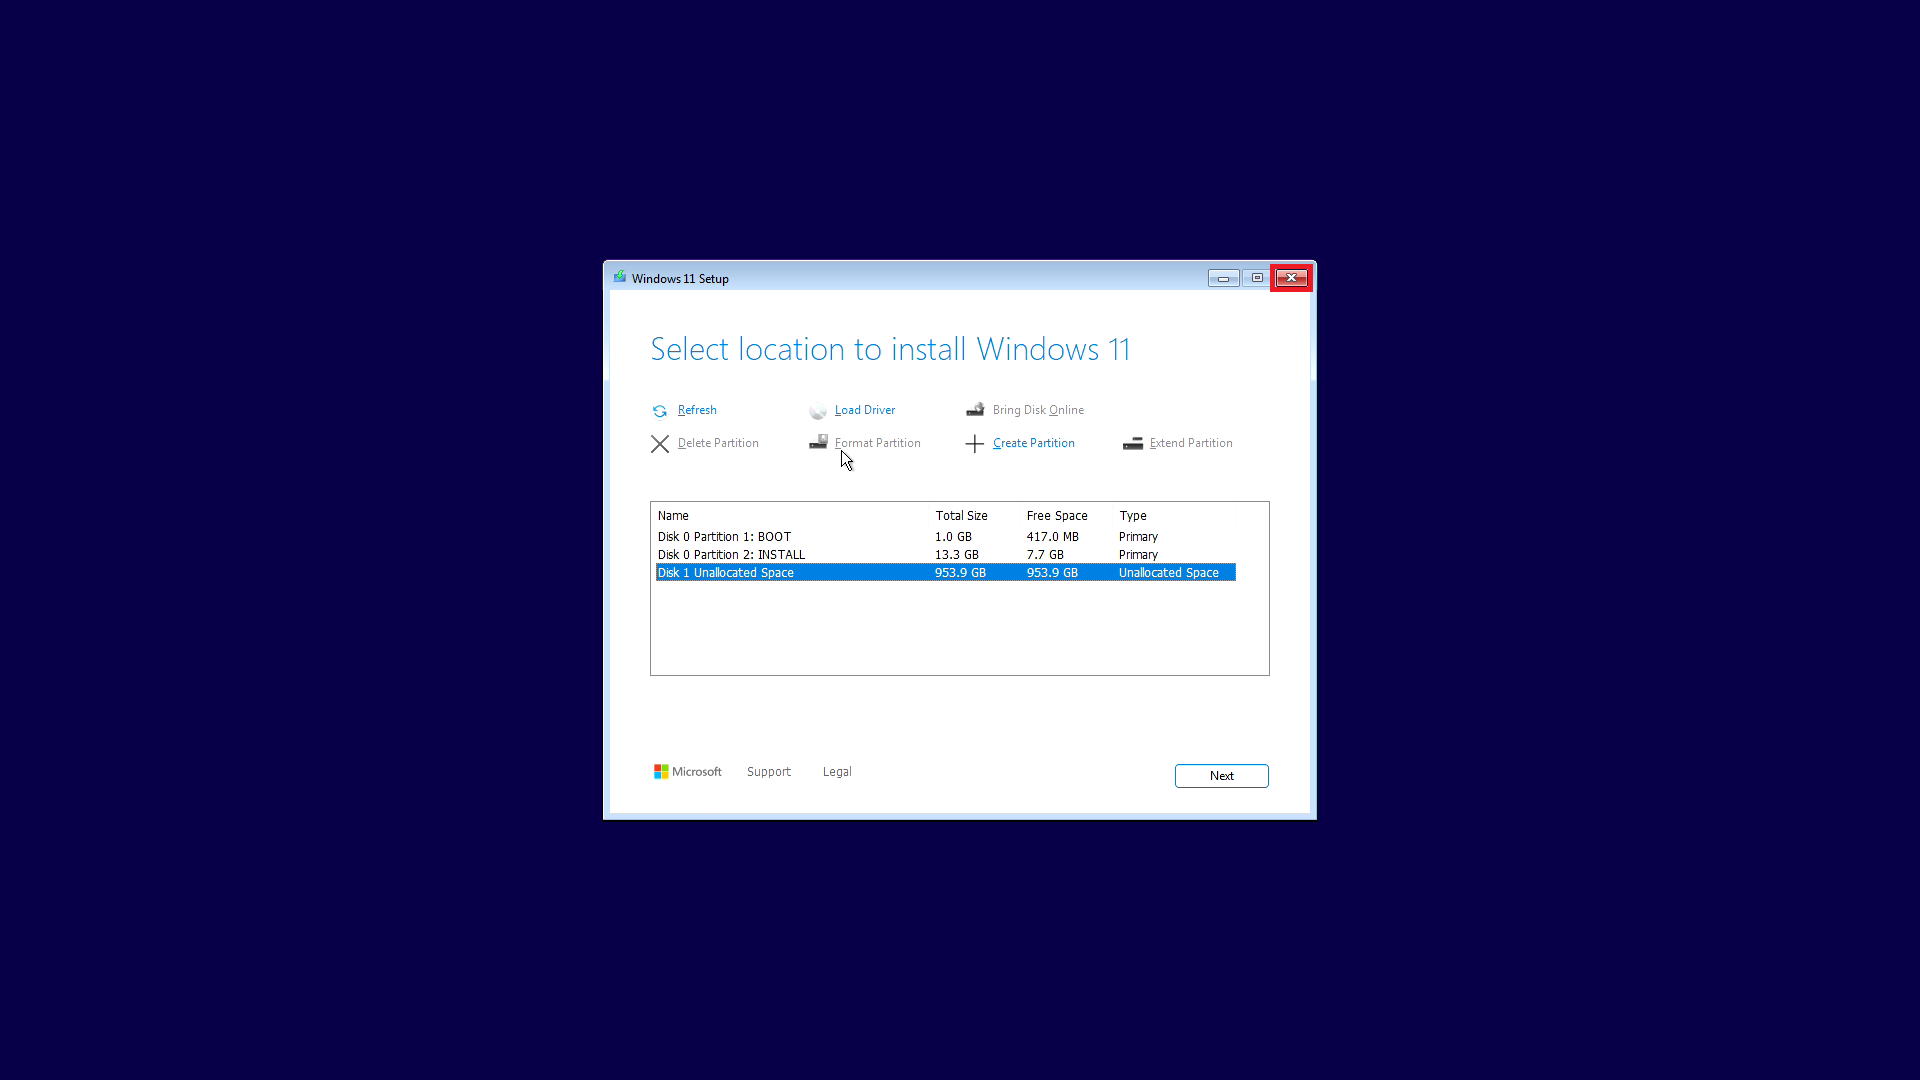 Windows 11 Setup
Select location to install Windows 11
Refresh Load Driver Bring Disk Online
Delete Partition Format Partition Create Partition Extend Partition
Name Total Size Free Space Type
Disk 0 Partition 1: BOOT 1.0 GB 417.0 MB Primary
Disk 0 Partition 2: INSTALL 13.3 GB 7.7 GB Primary
Disk 1 Unallocated Space 953.9 GB 953.9 GB Unallocated Space
Microsoft Support Legal Next